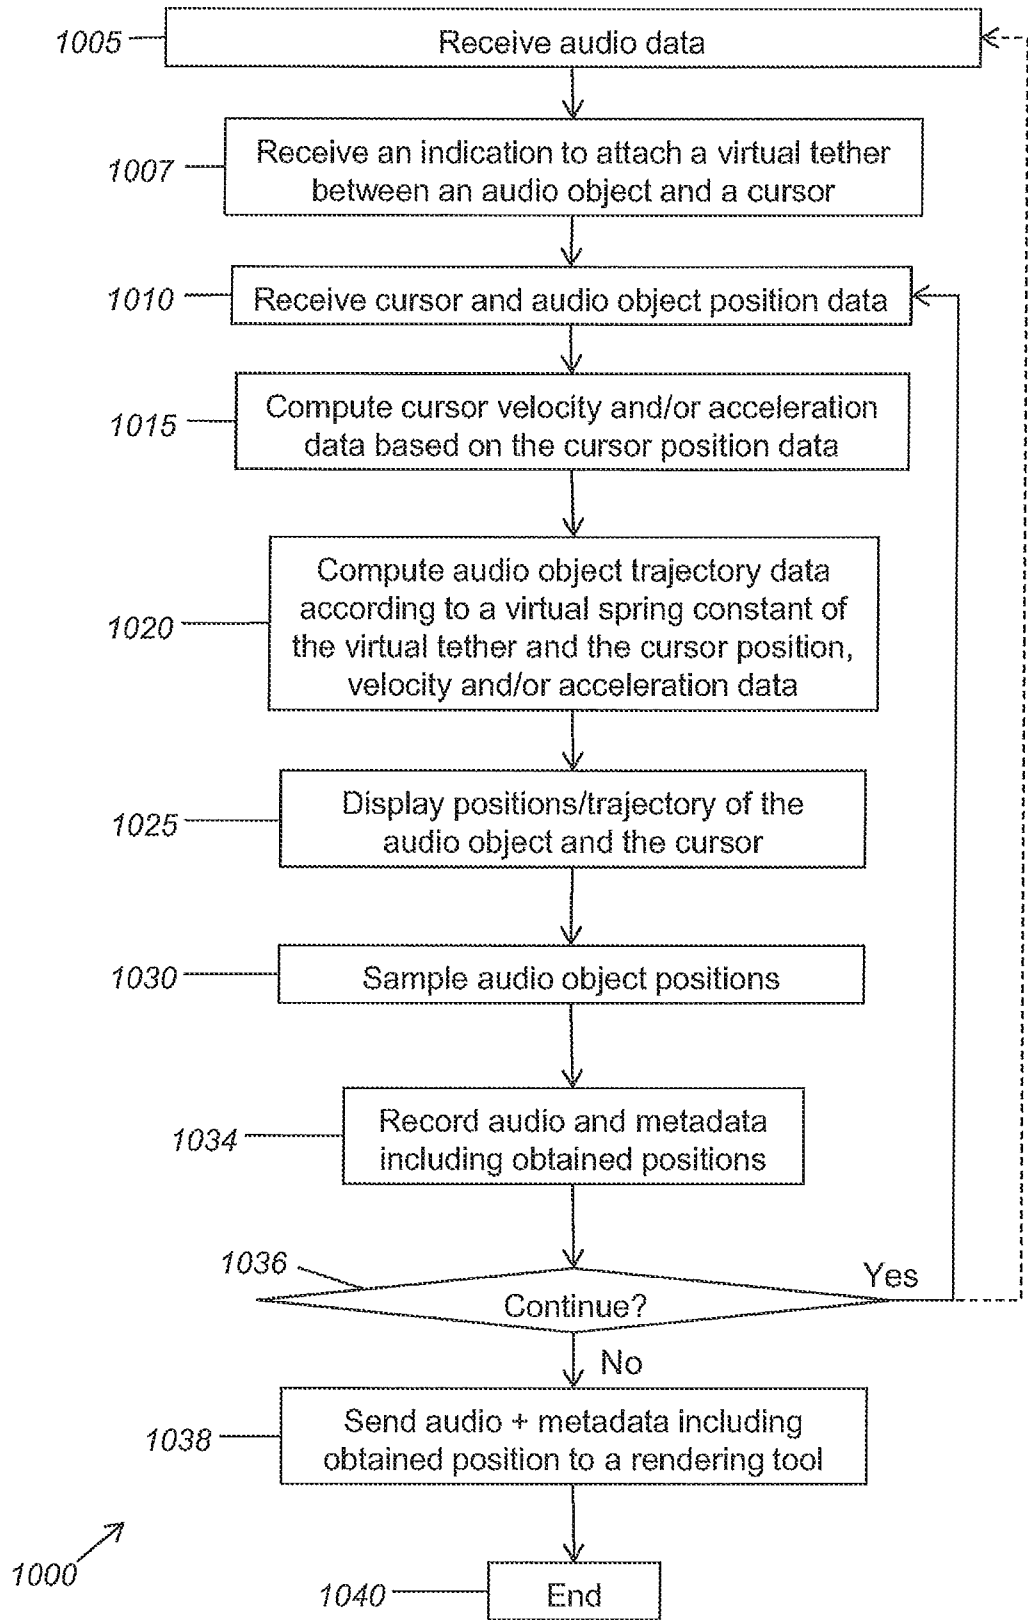 1005
Receive audio data
1007
Receive an indication to attach a virtual tether
between an audio object and a cursor
1010
Receive cursor and audio object position data
1015
Compute cursor velocity and/or acceleration
data based on the cursor position data
1020
Compute audio object trajectory data
according to a virtual spring constant of
the virtual tether and the cursor position,
velocity and/or acceleration data
1025
Display positions/trajectory of the
audio object and the cursor
1030
Sample audio object positions
1034
Record audio and metadata
including obtained positions
1036
Continue?
Yes
No
1038
Send audio + metadata including
obtained position to a rendering tool
1000
1040
End